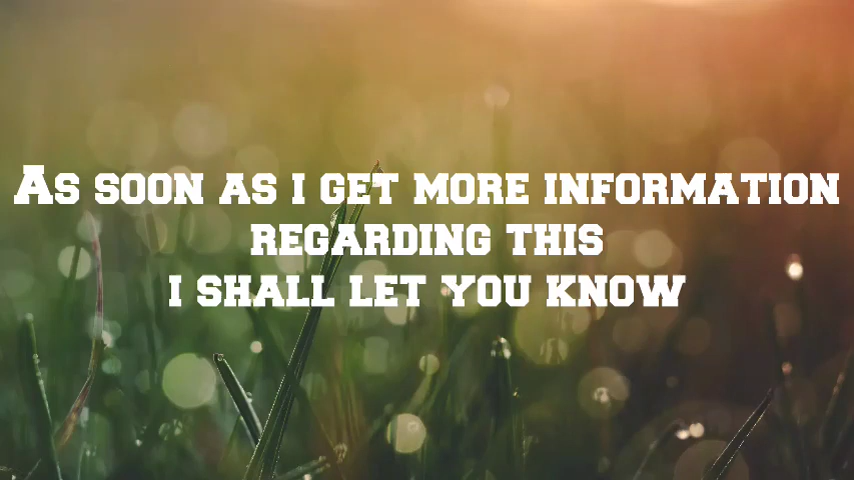 As soon as i get more information
regarding this
i shall let you know